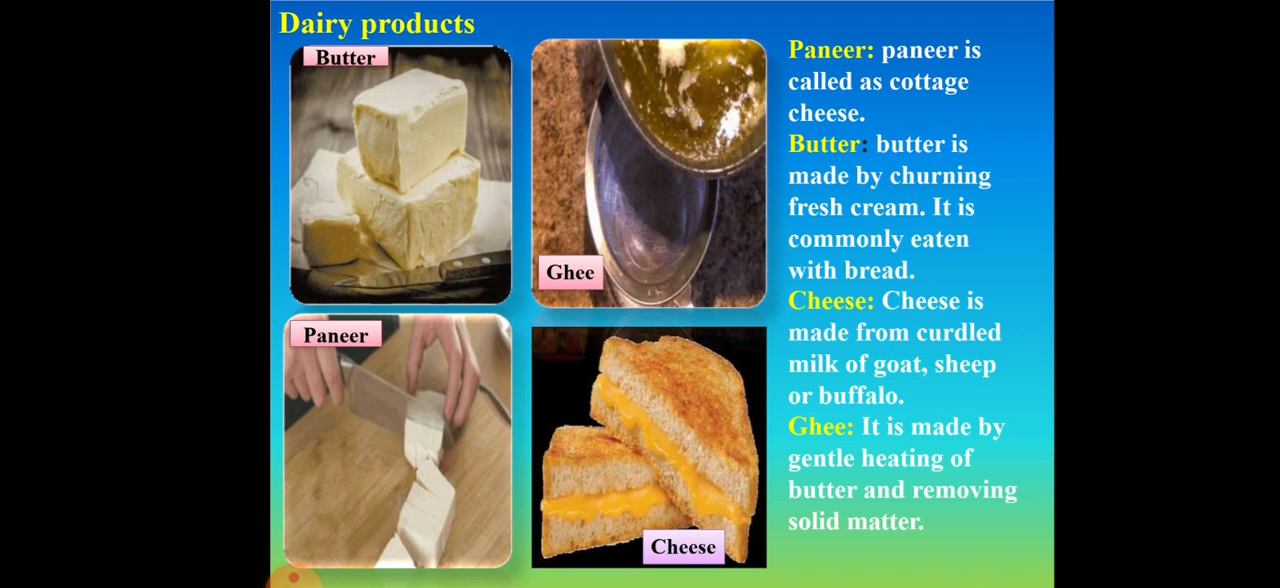 Dairy products
Butter
Ghee
Paneer
Cheese
Paneer: paneer is
called as cottage
cheese.
Butter: butter is
made by churning
fresh cream. It is
commonly eaten
with bread.
Cheese: Cheese is
made from curdled
milk of goat, sheep
or buffalo.
Ghee: It is made by
gentle heating of
butter and removing
solid matter.